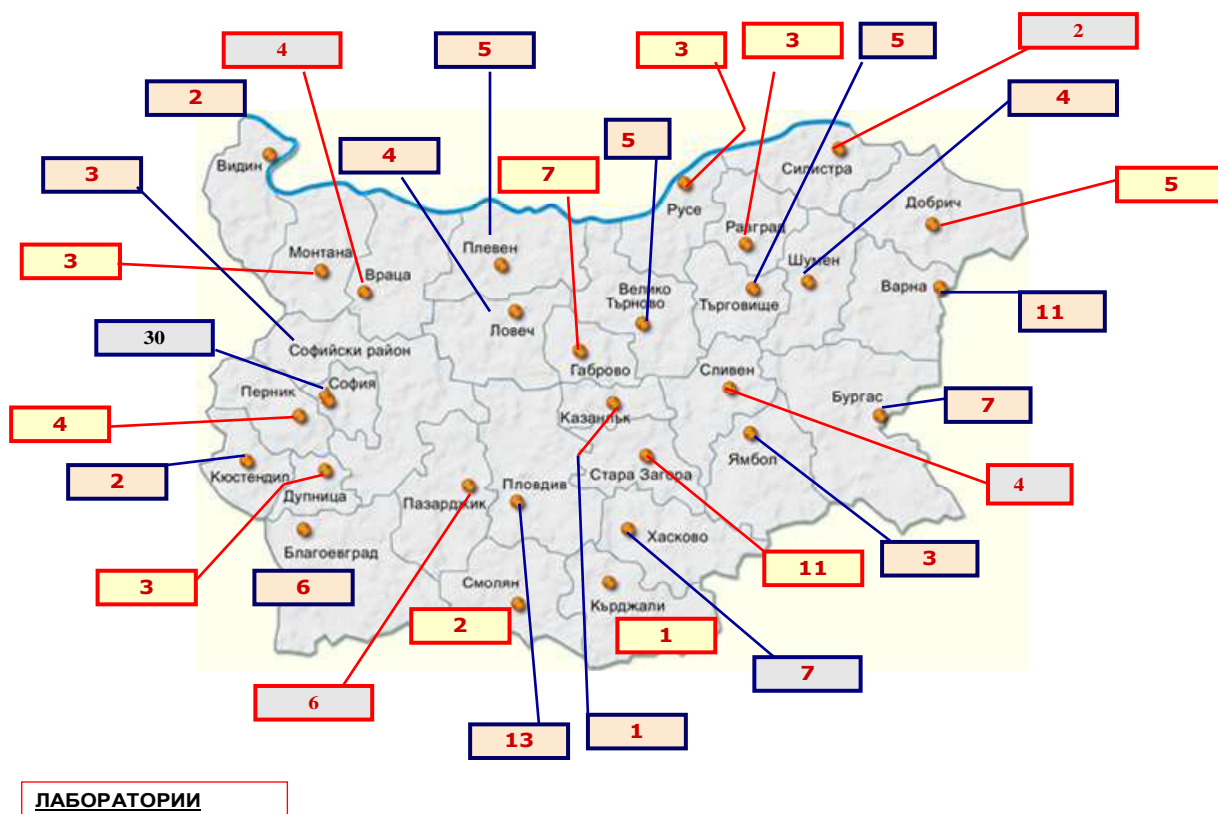 4
5
3
3
5
2
2
4
5
4
3
7
5
Видин
Силистра
Русе
Добрич
Разград
Плевен
Монтана
3
Шумен
Враца
Велико
Търново
Търговище
Варна
11
Ловеч
30
Софийски район
Габрово
Сливен
София
Перник
Бургас
4
Казанлък
7
Ямбол
Кюстендил
2
Дупница
Стара Загора
Пловдив
4
Пазарджик
Хасково
Благоевград
3
11
Смолян
3
6
Кърджали
2
1
7
6
13
1
ЛАБОРАТОРИИ